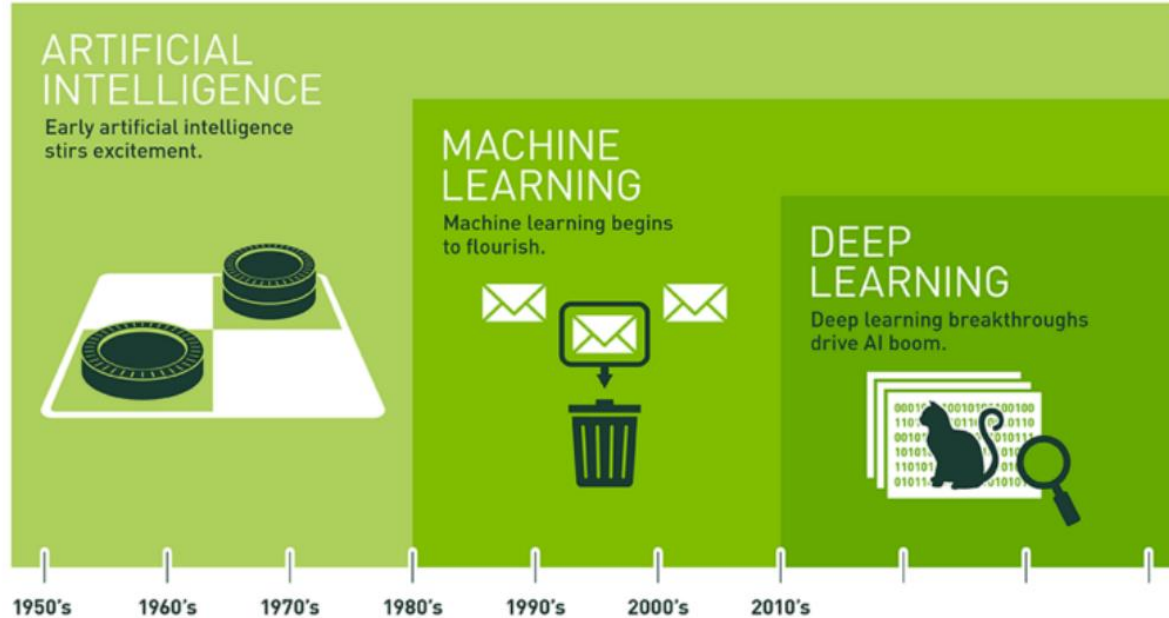 ARTIFICIAL
INTELLIGENCE
Early artificial intelligence
stirs excitement.
MACHINE
LEARNING
Machine learning begins
to flourish.
DEEP
LEARNING
Deep learning breakthroughs
drive AI boom.
1950's 1960's 1970's 1980's 1990's 2000's 2010's